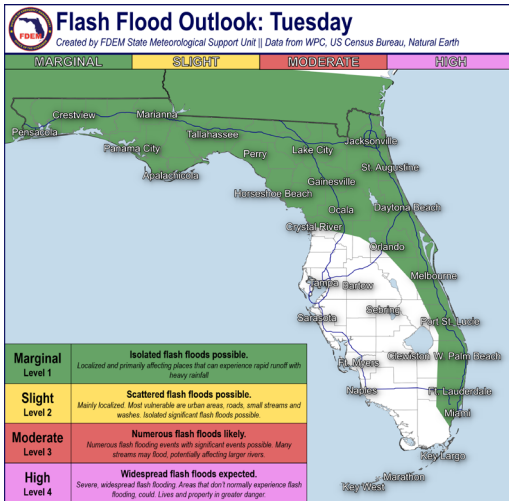 FDEM
Flash Flood Outlook: Tuesday
Created by FDEM State Meteorological Support Unit || Data from WPC, US Census Bureau, Natural Earth
MARGINAL SLIGHT MODERATE HIGH
Crestview
Marianna
Pensacola
Tallahassee
Jacksonville
Panama City
Lake City
Perry
Apalachicola
St. Augustine
Gainesville
Horseshoe Beach
Ocala
Daytona Beach
Crystal River
Orlando
Tampa
Bartow
Melbourne
Sebring
Sarasota
Port St. Lucie
Ft. Myers
Clewiston
W. Palm Beach
Naples
Ft. Lauderdale
Miami
Key Largo
Marathon
Key West
Marginal
Level 1
Isolated flash floods possible.
Localized and primarily affecting places that can experience rapid runoff with
heavy rainfall
Slight
Level 2
Scattered flash floods possible.
Mainly localized. Most vulnerable are urban areas, roads, small streams and
washes. Isolated significant flash floods possible.
Moderate
Level 3
Numerous flash floods likely.
Numerous flash flooding events with significant events possible. Many
streams may flood, potentially affecting larger rivers.
High
Level 4
Widespread flash floods expected.
Severe, widespread flash flooding. Areas that don't normally experience flash
flooding, could. Lives and property in greater danger.